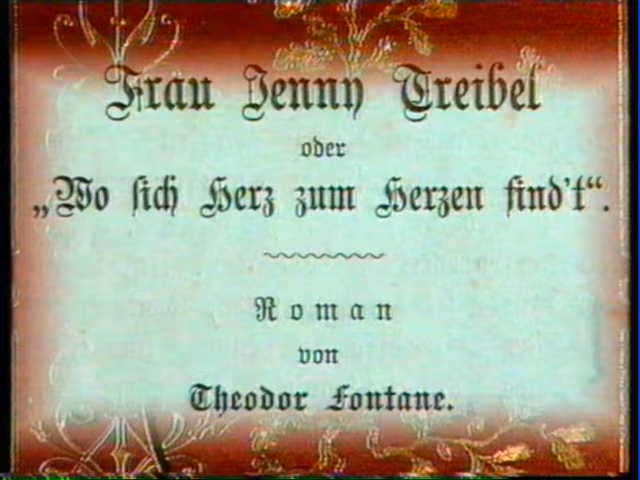 Frau Jenny Treibel
oder
„Wo sich Herz zum Herzen find't“.
Roman
von
Theodor Fontane.